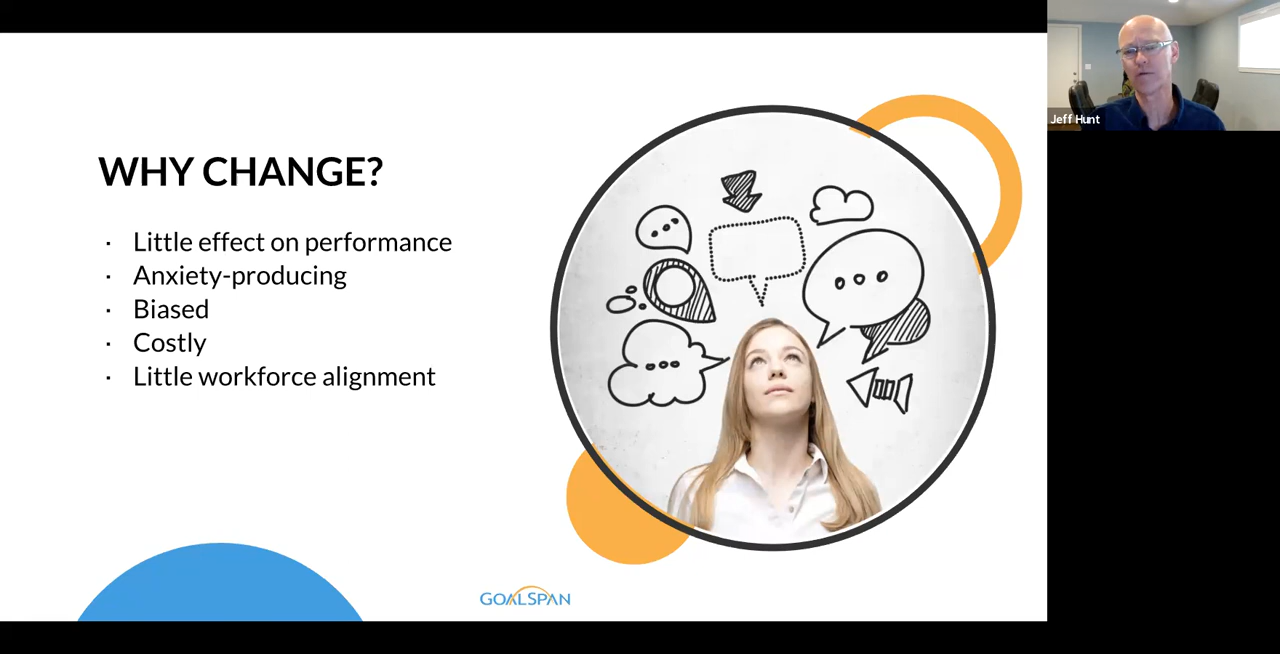 WHY CHANGE?
· Little effect on performance
· Anxiety-producing
· Biased
· Costly
· Little workforce alignment
GOALSPAN
Jeff Hunt